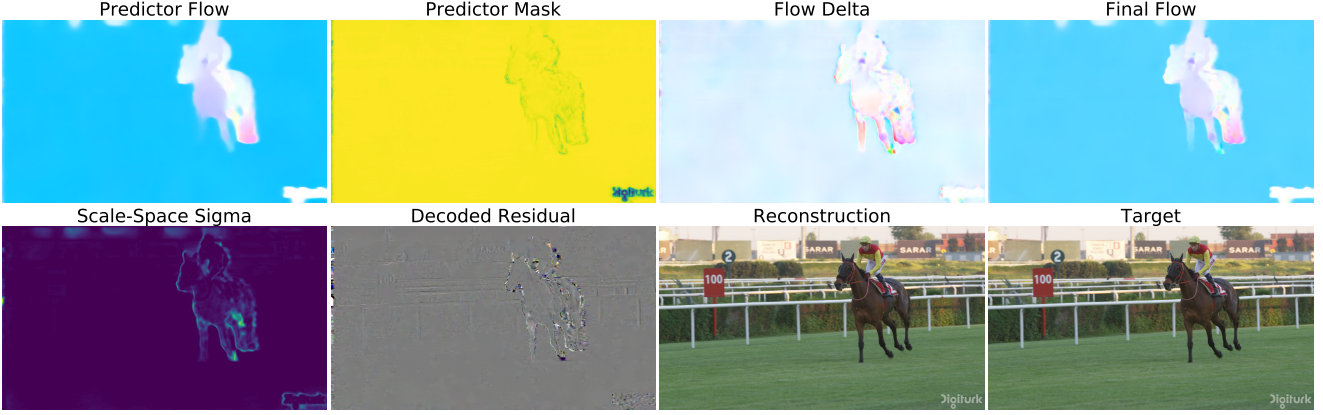 Predictor Flow
Predictor Mask
Flow Delta
Final Flow
Digiturk
Scale-Space Sigma
Decoded Residual
Reconstruction
Target
2
SARAR
SARAR
100
Digiturk
2
SARAR
SARAR
100
Digiturk